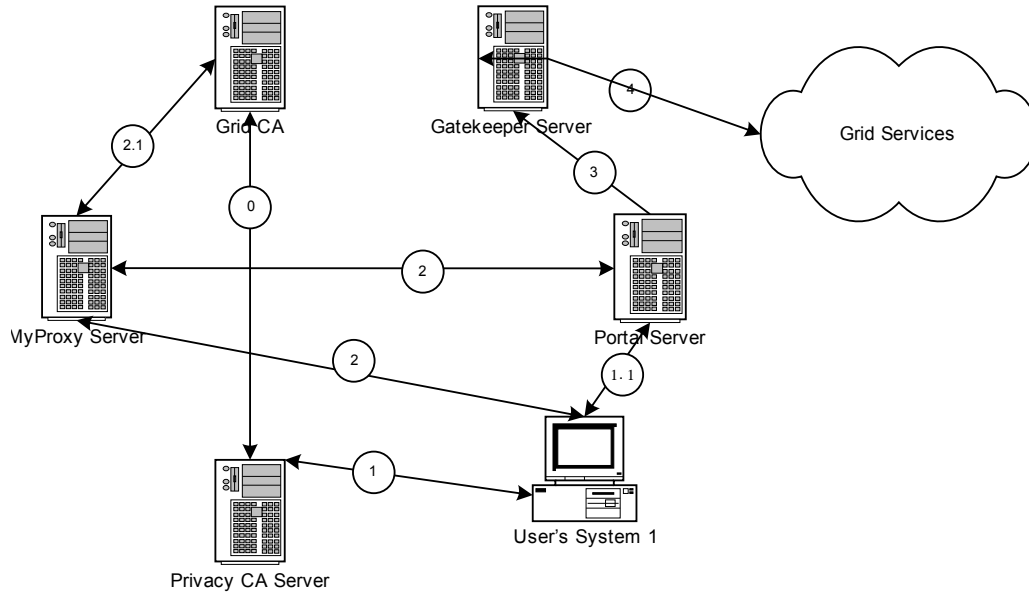 Grid CA
Gatekeeper Server
4
Grid Services
2.1
3
0
2
MyProxy Server
Portal Server
2
1.1
1
User's System 1
Privacy CA Server